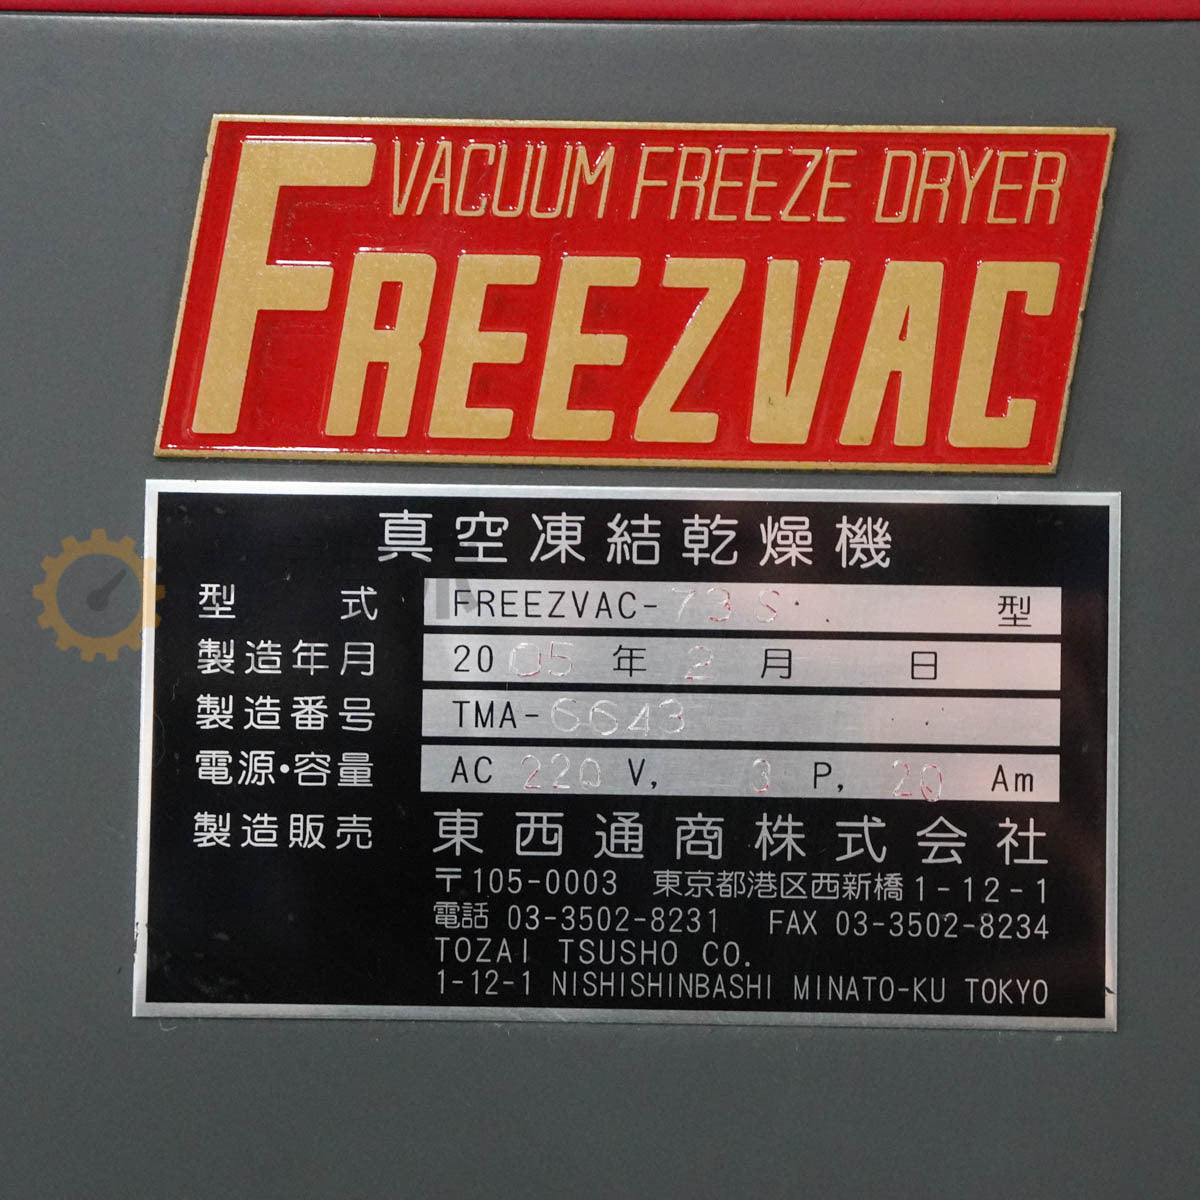 VACUUM FREEZE DRYER
FREEZVAC
真空凍結乾燥機
型 式 FREEZVAC-73S 型
製造年月 2005年 2月 日
製造番号 TMA-6643
電源・容量 AC 220 V, 3 P, 20 Am
製造販売 東西通商株式会社
〒105-0003 東京都港区西新橋1-12-1
電話 03-3502-8231 FAX 03-3502-8234
TOZAI TSUSHO CO.
1-12-1 NISHISHINBASHI MINATO-KU TOKYO